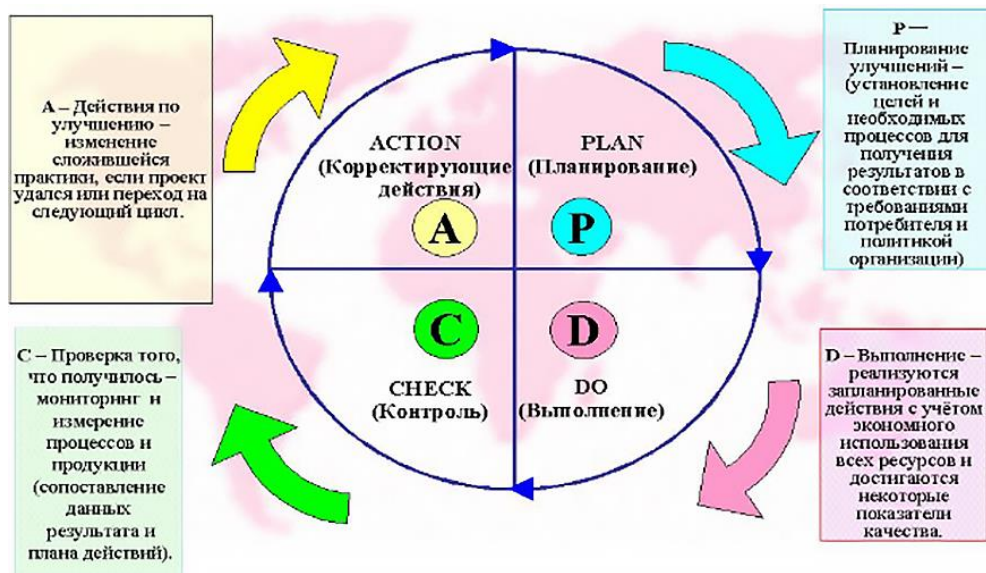 А – Действия по
улучшению –
изменение
сложившейся
практики, если проект
удался или переход на
следующий цикл.
ACTION
(Корректирующие
действия)
A
PLAN
(Планирование)
P
P —
Планирование
улучшений –
(установление
целей и
необходимых
процессов для
получения
результатов в
соответствии с
требованиями
потребителя и
политикой
организации)
С – Проверка того,
что получилось –
мониторинг и
измерение
процессов и
продукции
(сопоставление
данных
результата и
плана действий).
C
CHECK
(Контроль)
D
DO
(Выполнение)
D – Выполнение –
реализуются
запланированные
действия с учётом
экономного
использования
всех ресурсов и
достигаются
некоторые
показатели
качества.